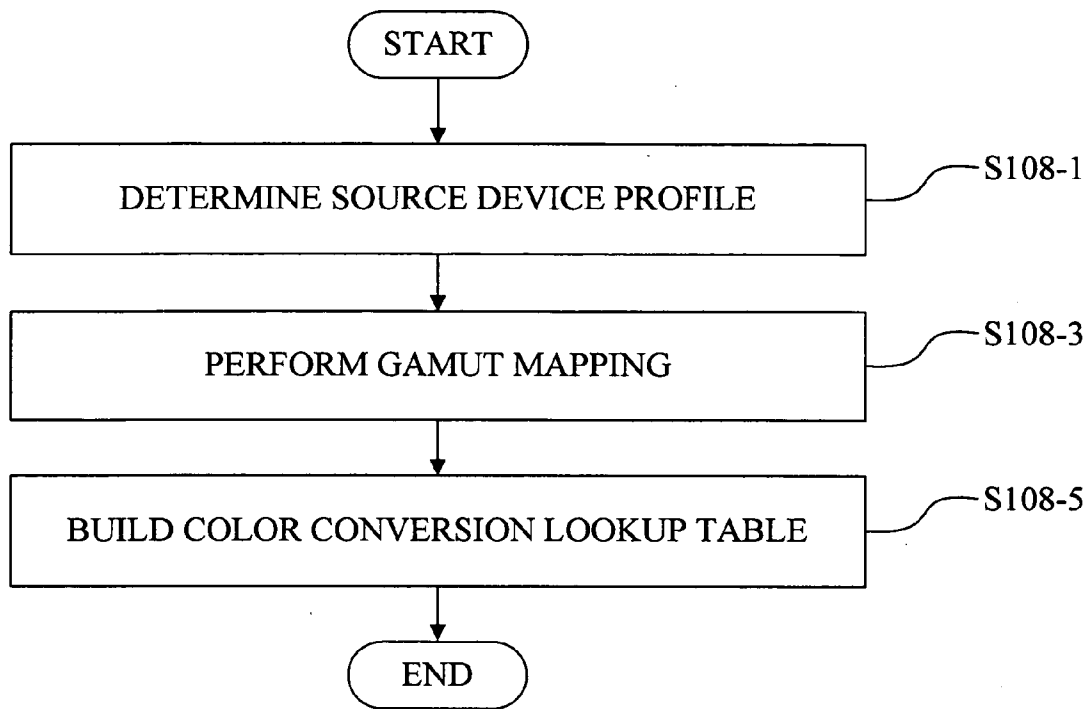 START
DETERMINE SOURCE DEVICE PROFILE
S108-1
PERFORM GAMUT MAPPING
S108-3
BUILD COLOR CONVERSION LOOKUP TABLE
S108-5
END